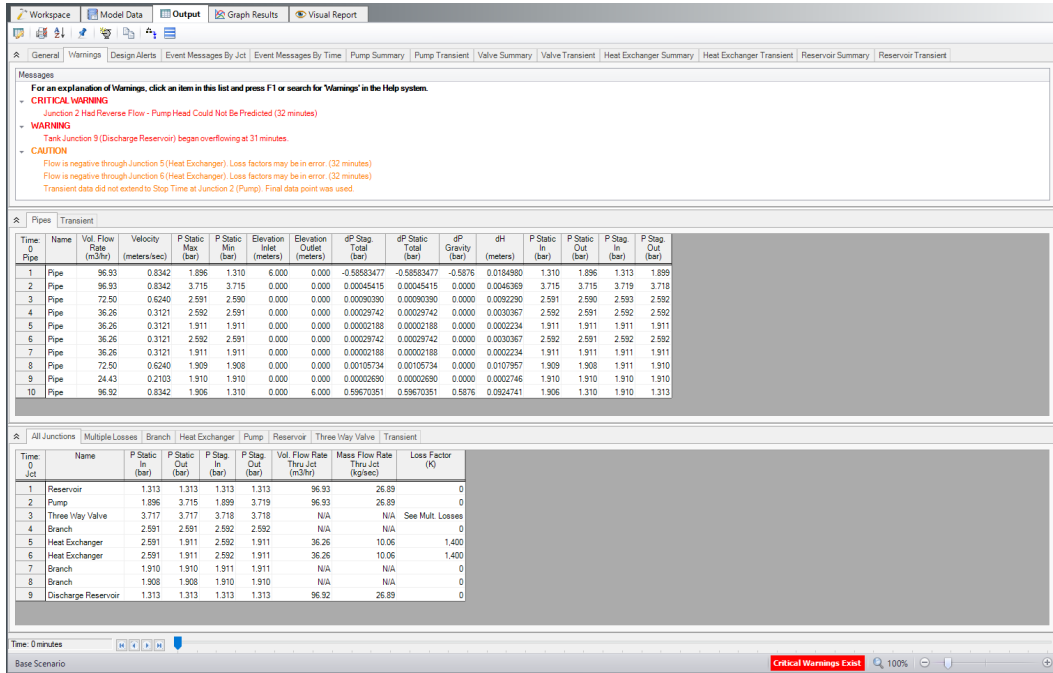 Workspace Model Data Output Graph Results Visual Report
General Warnings Design Alerts Event Messages By Jct Event Messages By Time Pump Summary Pump Transient Valve Summary Valve Transient Heat Exchanger Summary Heat Exchanger Transient Reservoir Summary Reservoir Transient
Messages
For an explanation of Warnings, click an item in this list and press F1 or search for 'Warnings' in the Help system.
CRITICAL WARNING
Junction 2 Had Reverse Flow - Pump Head Could Not Be Predicted (32 minutes)
WARNING
Tank Junction 9 (Discharge Reservoir) began overflowing at 31 minutes.
CAUTION
Flow is negative through Junction 5 (Heat Exchanger). Loss factors may be in error. (32 minutes)
Flow is negative through Junction 6 (Heat Exchanger). Loss factors may be in error. (32 minutes)
Transient data did not extend to Stop Time at Junction 2 (Pump). Final data point was used.
Pipes Transient
Time: Name Vol. Flow Velocity P Static P Static Elevation Elevation dP Stag. dP Static dP dH P Static P Static P Stag. P Stag.
0 Rate Max Min Inlet Outlet Total Total Gravity In Out In Out
Pipe (m3/hr) (meters/sec) (bar) (bar) (meters) (meters) (bar) (bar) (bar) (meters) (bar) (bar) (bar) (bar)
1 Pipe 96.93 0.8342 1.896 1.310 6.000 0.000 -0.58583477 -0.58583477 -0.5876 0.0184980 1.310 1.896 1.313 1.899
2 Pipe 96.93 0.8342 3.715 3.715 0.000 0.000 0.00045415 0.00045415 0.0000 0.0046369 3.715 3.715 3.719 3.718
3 Pipe 72.50 0.6240 2.591 2.590 0.000 0.000 0.00090390 0.00090390 0.0000 0.0092290 2.591 2.590 2.593 2.592
4 Pipe 36.26 0.3121 2.592 2.591 0.000 0.000 0.00029742 0.00029742 0.0000 0.0030367 2.592 2.591 2.592 2.592
5 Pipe 36.26 0.3121 1.911 1.911 0.000 0.000 0.00002188 0.00002188 0.0000 0.0002234 1.911 1.911 1.911 1.911
6 Pipe 36.26 0.3121 2.592 2.592 0.000 0.000 0.00029742 0.00029742 0.0000 0.0030367 2.592 2.591 2.592 2.592
7 Pipe 36.26 0.3121 1.911 1.911 0.000 0.000 0.00002188 0.00002188 0.0000 0.0002234 1.911 1.911 1.911 1.911
8 Pipe 72.50 0.6240 1.909 1.908 0.000 0.000 0.00105734 0.00105734 0.0000 0.0107957 1.909 1.908 1.911 1.910
9 Pipe 24.43 0.2103 1.910 1.910 0.000 0.000 0.00002690 0.00002690 0.0000 0.0002746 1.910 1.910 1.910 1.910
10 Pipe 96.92 0.8342 1.906 1.310 0.000 6.000 0.59670351 0.59670351 0.5876 0.0924741 1.906 1.310 1.910 1.313
All Junctions Multiple Losses Branch Heat Exchanger Pump Reservoir Three Way Valve Transient
Time: Name P Static P Static P Stag. P Stag. Vol. Flow Rate Mass Flow Rate Loss Factor
0 In Out In Out Thru Jct Thru Jct (K)
Jct (bar) (bar) (bar) (bar) (m3/hr) (kg/sec)
1 Reservoir 1.313 1.313 1.313 1.313 96.93 26.89 0
2 Pump 1.896 3.715 1.899 3.719 96.93 26.89 0
3 Three Way Valve 3.717 3.717 3.718 3.718 N/A N/A See Mult. Losses
4 Branch 2.591 2.591 2.592 2.592 N/A N/A 0
5 Heat Exchanger 2.591 1.911 2.592 1.911 36.26 10.06 1,400
6 Heat Exchanger 2.591 1.911 2.592 1.911 36.26 10.06 1,400
7 Branch 1.910 1.910 1.911 1.911 N/A N/A 0
8 Branch 1.908 1.908 1.910 1.910 N/A N/A 0
9 Discharge Reservoir 1.313 1.313 1.313 1.313 96.92 26.89 0
Time: 0 minutes
Base Scenario Critical Warnings Exist 100%